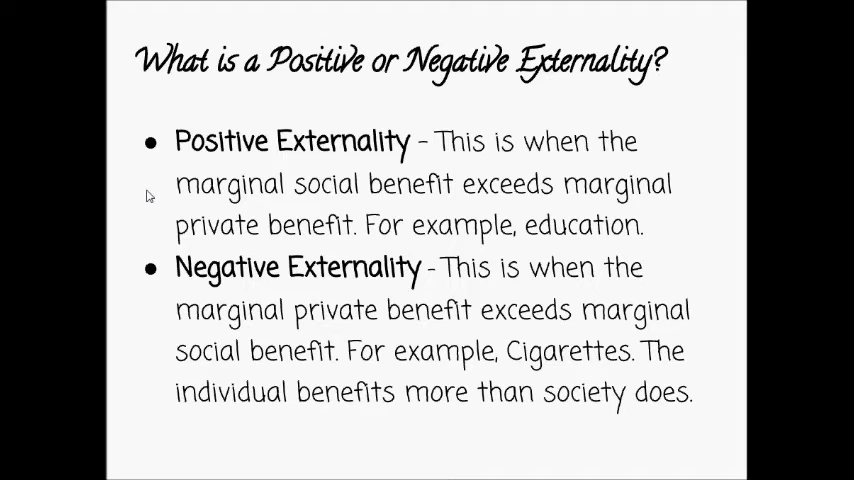 What is a Positive or Negative Externality?
● Positive Externality - This is when the
marginal social benefit exceeds marginal
private benefit. For example, education.
● Negative Externality - This is when the
marginal private benefit exceeds marginal
social benefit. For example, Cigarettes. The
individual benefits more than society does.